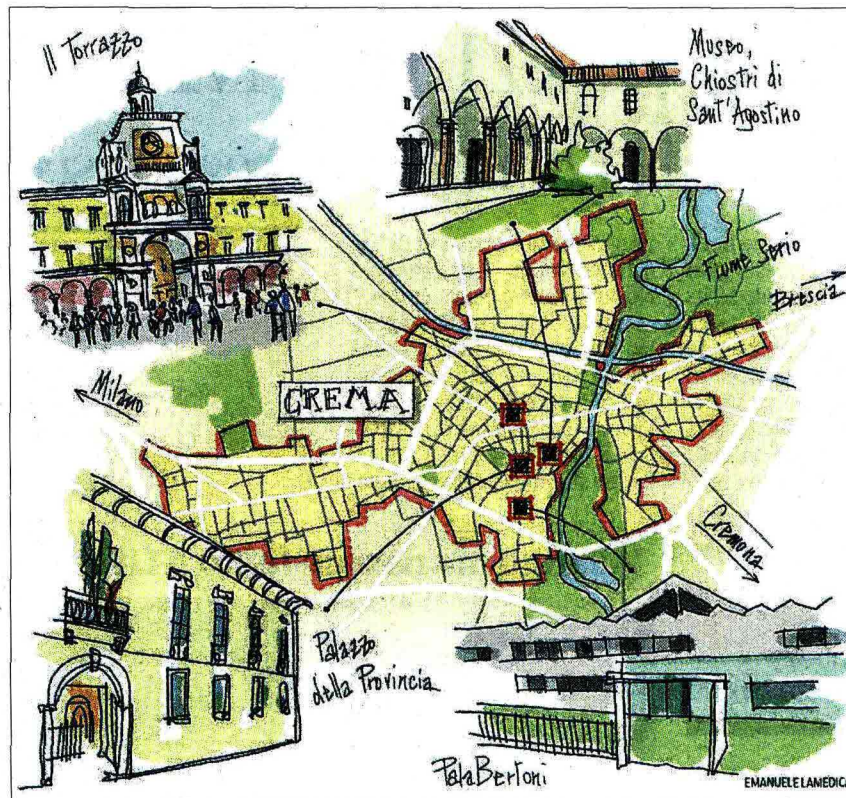 Il Torrazzo
Museo,
Chiostri di
Sant'Agostino
Fiume Serio
Brescia
Milano
CREMA
Cremona
Palazzo
della Provincia
PalaBertoni
EMANUELE LAMEDICA